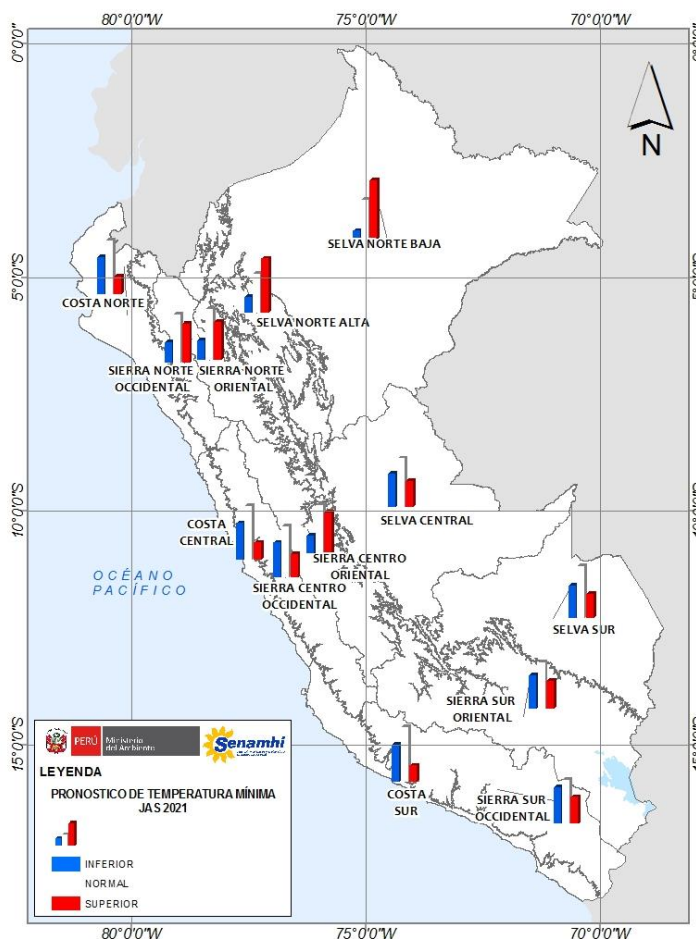 80°0'0"W 75°0'0"W 70°0'0"W
0°0'0"
N
SELVA NORTE BAJA
5°0'0"S 5°0'0"S
COSTA NORTE
SELVA NORTE ALTA
SIERRA NORTE
OCCIDENTAL
SIERRA NORTE
ORIENTAL
10°0'0"S
SELVA CENTRAL
COSTA
CENTRAL
SIERRA CENTRO
ORIENTAL
SIERRA CENTRO
OCCIDENTAL
OCÉANO
PACÍFICO
SELVA SUR
SIERRA SUR
ORIENTAL
15°0'0"S
COSTA
SUR
SIERRA SUR
OCCIDENTAL
PERÚ
Ministerio
del Ambiente
Senamhi
LEYENDA
PRONOSTICO DE TEMPERATURA MÍNIMA
JAS 2021
INFERIOR
NORMAL
SUPERIOR
80°0'0"W 75°0'0"W 70°0'0"W